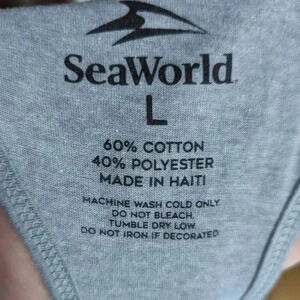 SeaWorld
L
60% COTTON
40% POLYESTER
MADE IN HAITI
MACHINE WASH COLD ONLY
DO NOT BLEACH.
TUMBLE DRY LOW.
DO NOT IRON IF DECORATED